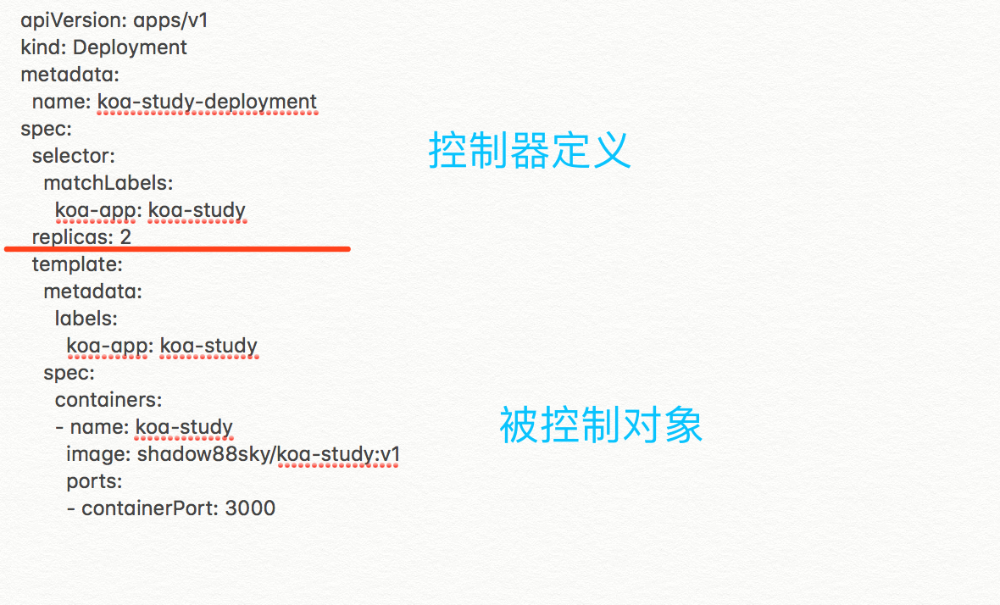 apiVersion: apps/v1
kind: Deployment
metadata:
  name: koa-study-deployment
spec:
  selector:
    matchLabels:
      koa-app: koa-study
  replicas: 2
  template:
    metadata:
      labels:
        koa-app: koa-study
    spec:
      containers:
      - name: koa-study
        image: shadow88sky/koa-study:v1
        ports:
        - containerPort: 3000
控制器定义
被控制对象